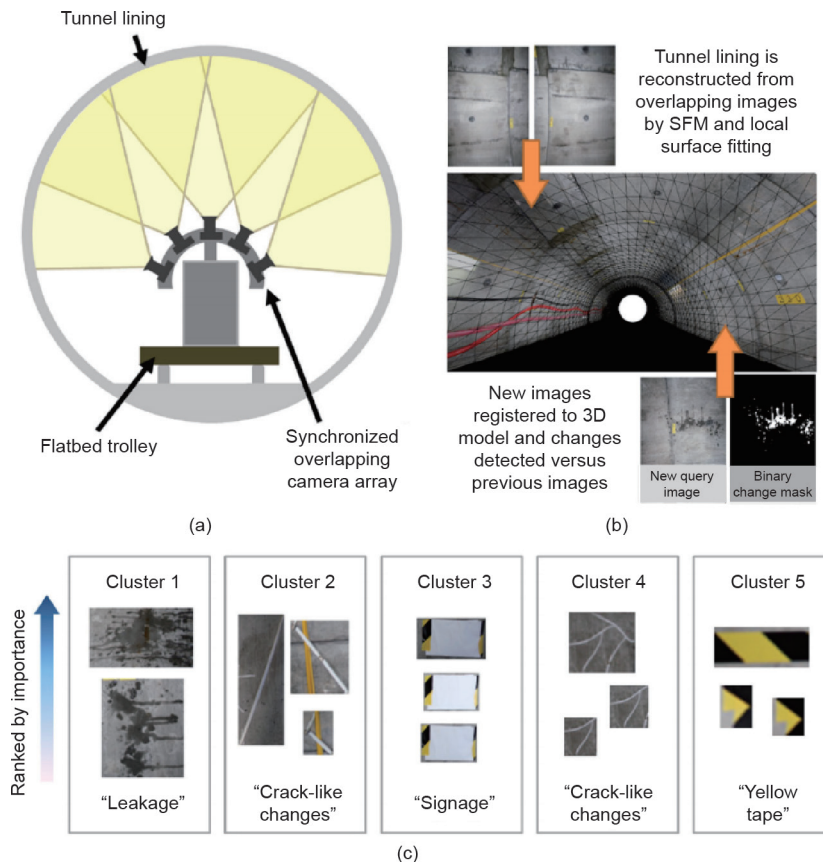 Tunnel lining
Flatbed trolley
Synchronized
overlapping
camera array
(a)
Tunnel lining is
reconstructed from
overlapping images
by SFM and local
surface fitting
New images
registered to 3D
model and changes
detected versus
previous images
New query
image
Binary
change mask
(b)
Ranked by importance
Cluster 1
“Leakage”
Cluster 2
“Crack-like
changes”
Cluster 3
“Signage”
Cluster 4
“Crack-like
changes”
Cluster 5
“Yellow
tape”
(c)